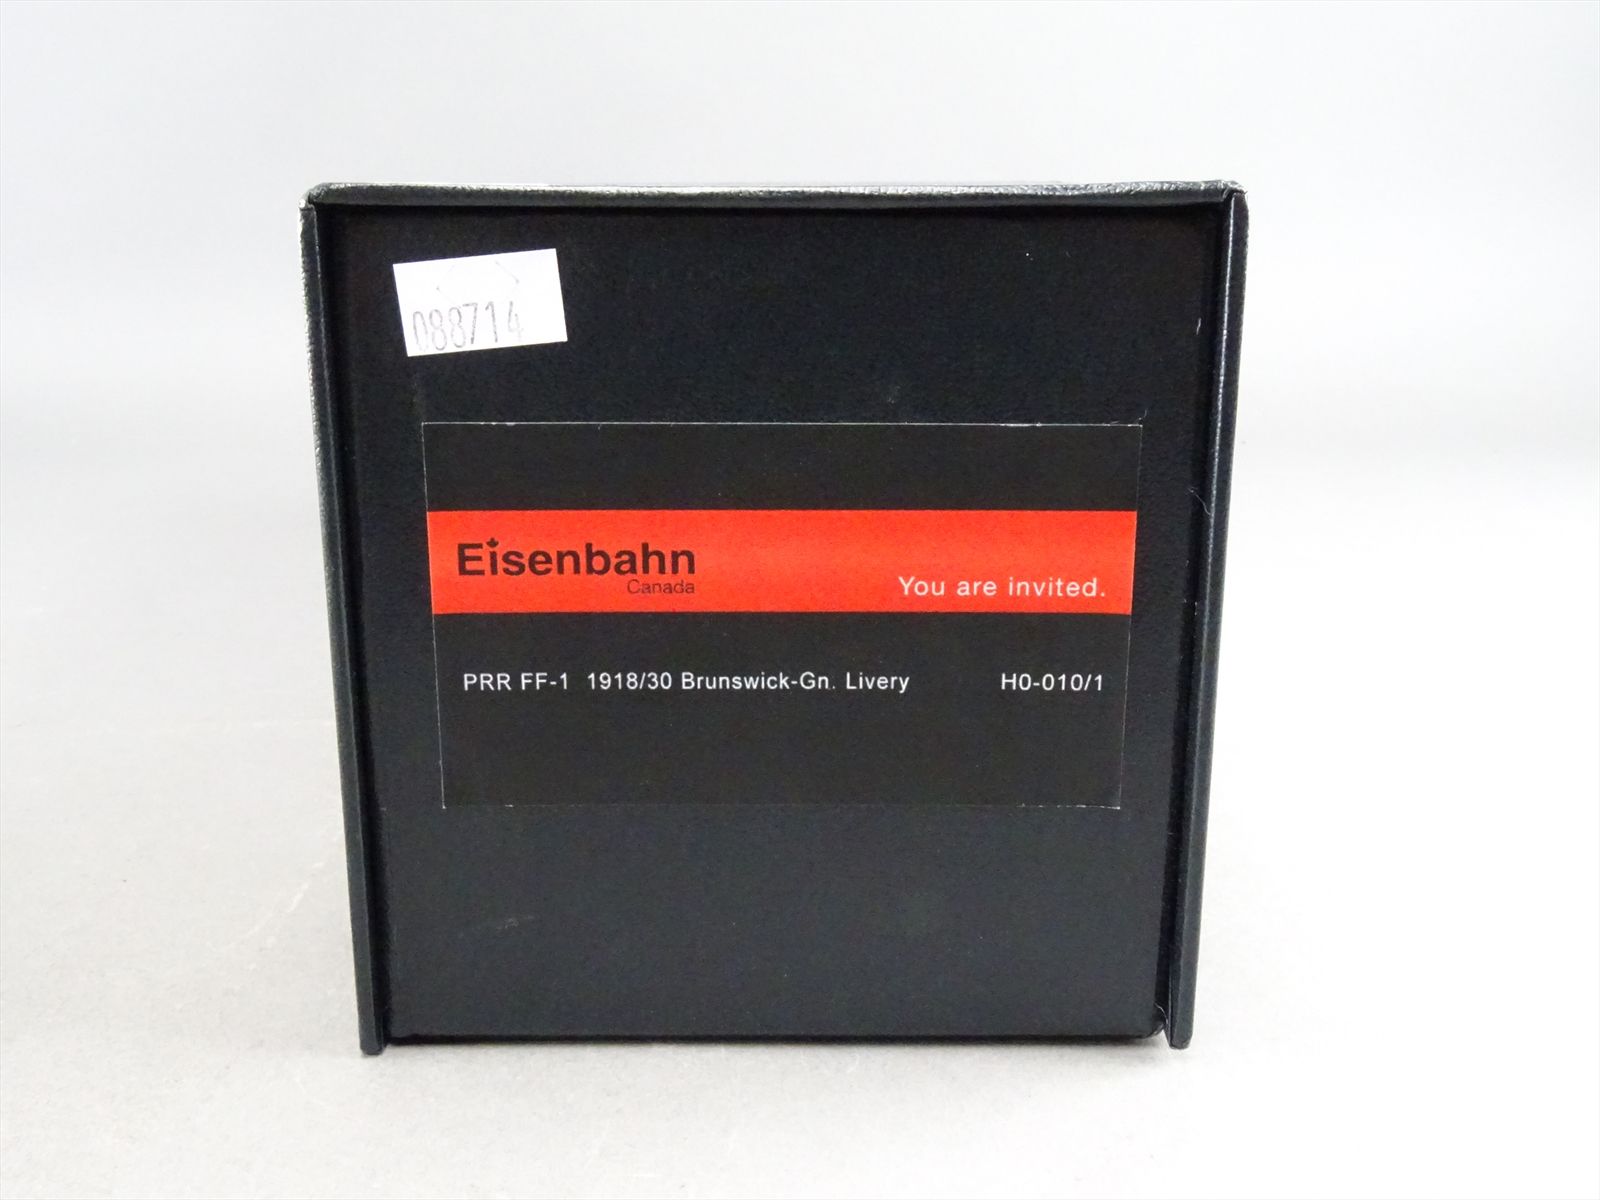 088714
Eisenbahn
Canada
You are invited.
PRR FF-1 1918/30 Brunswick-Gn. Livery H0-010/1